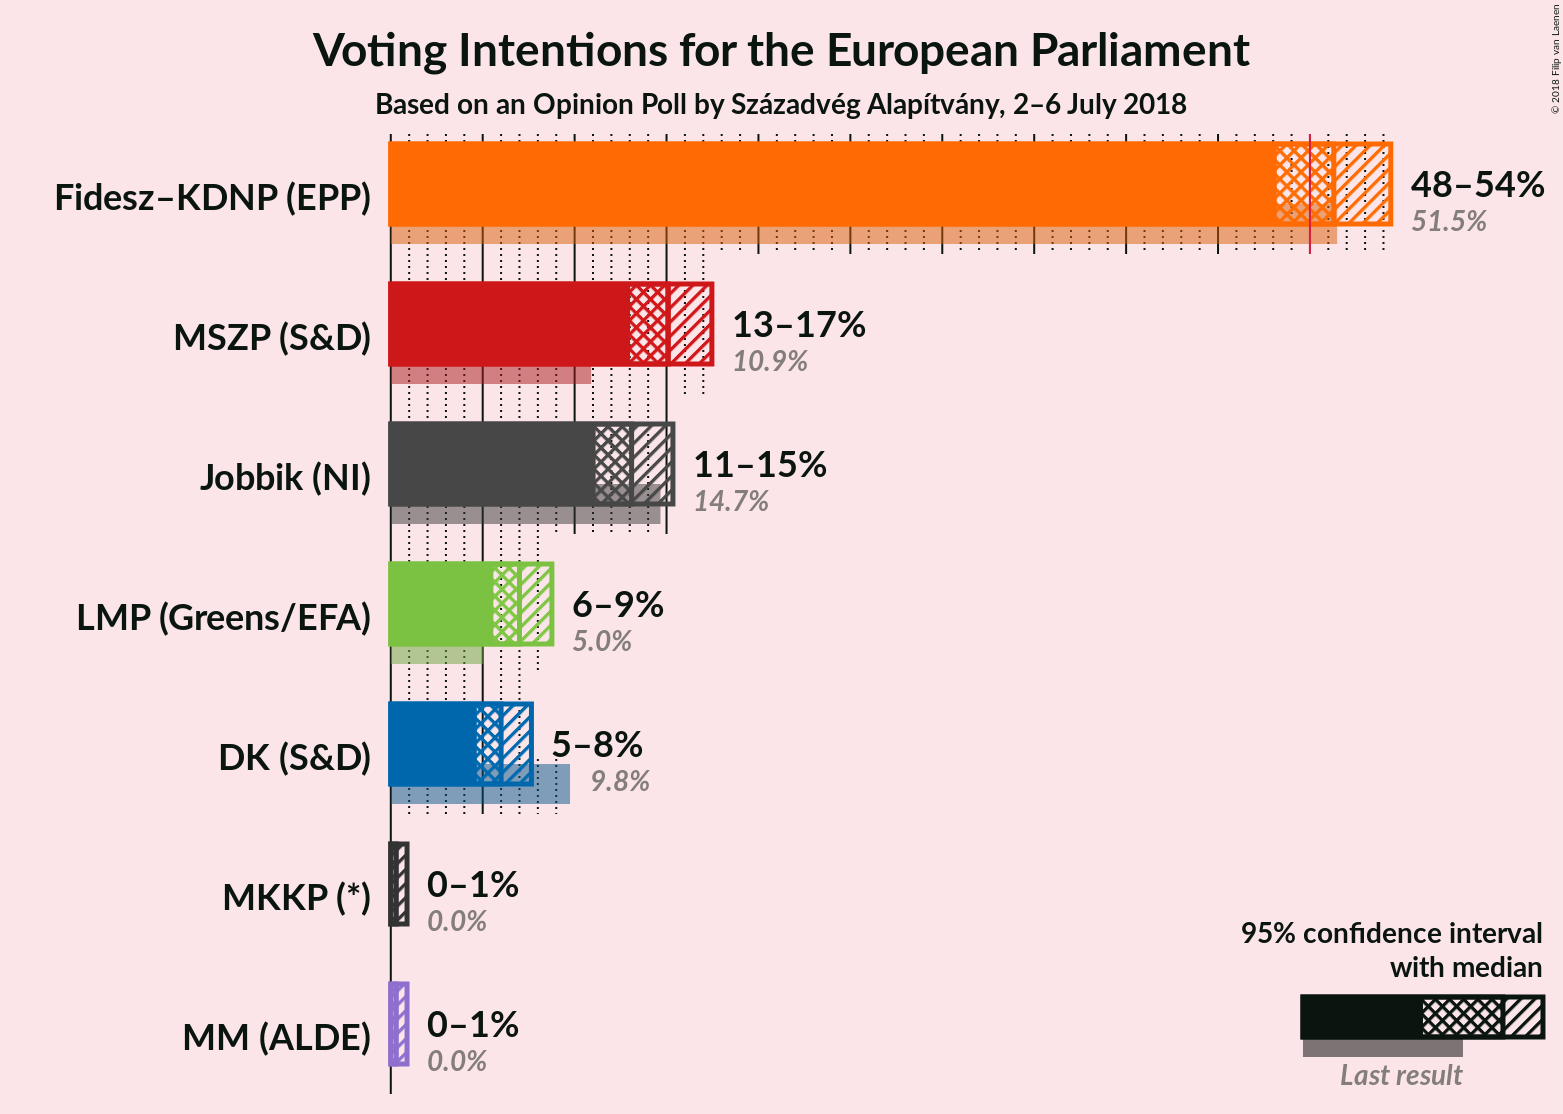 Voting Intentions for the European Parliament
Based on an Opinion Poll by Századvég Alapítvány, 2–6 July 2018
© 2018 Filip van Laenen
Fidesz–KDNP (EPP)
48–54%
51.5%
MSZP (S&D)
13–17%
10.9%
Jobbik (NI)
11–15%
14.7%
LMP (Greens/EFA)
6–9%
5.0%
DK (S&D)
5–8%
9.8%
MKKP (*)
0–1%
0.0%
MM (ALDE)
0–1%
0.0%
95% confidence interval
with median
Last result